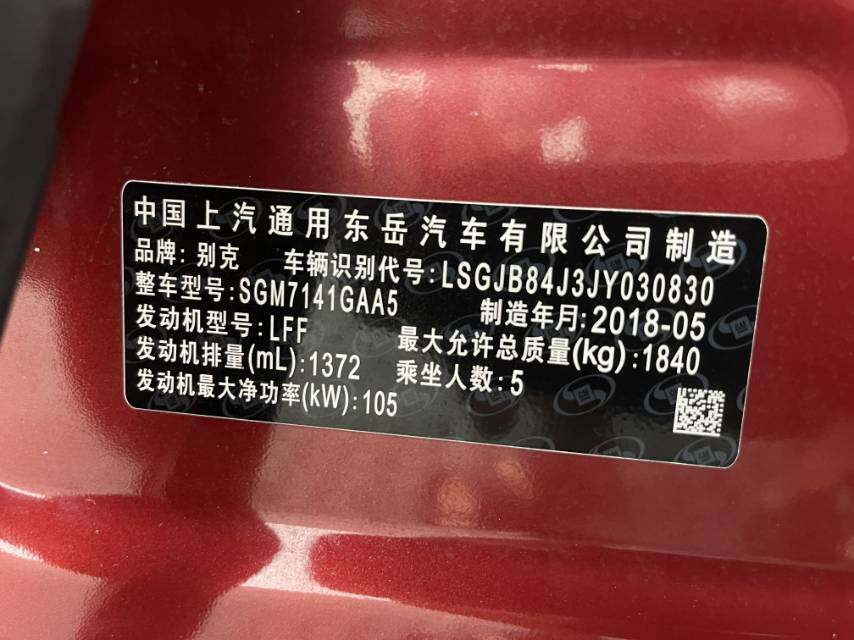 中国上汽通用东岳汽车有限公司制造
品牌: 别克 车辆识别代号:LSGJB84J3JY030830
整车型号:SGM7141GAA5 制造年月:2018-05
发动机型号:LFF 最大允许总质量(kg):1840
发动机排量(mL):1372 乘坐人数:5
发动机最大净功率(kW):105